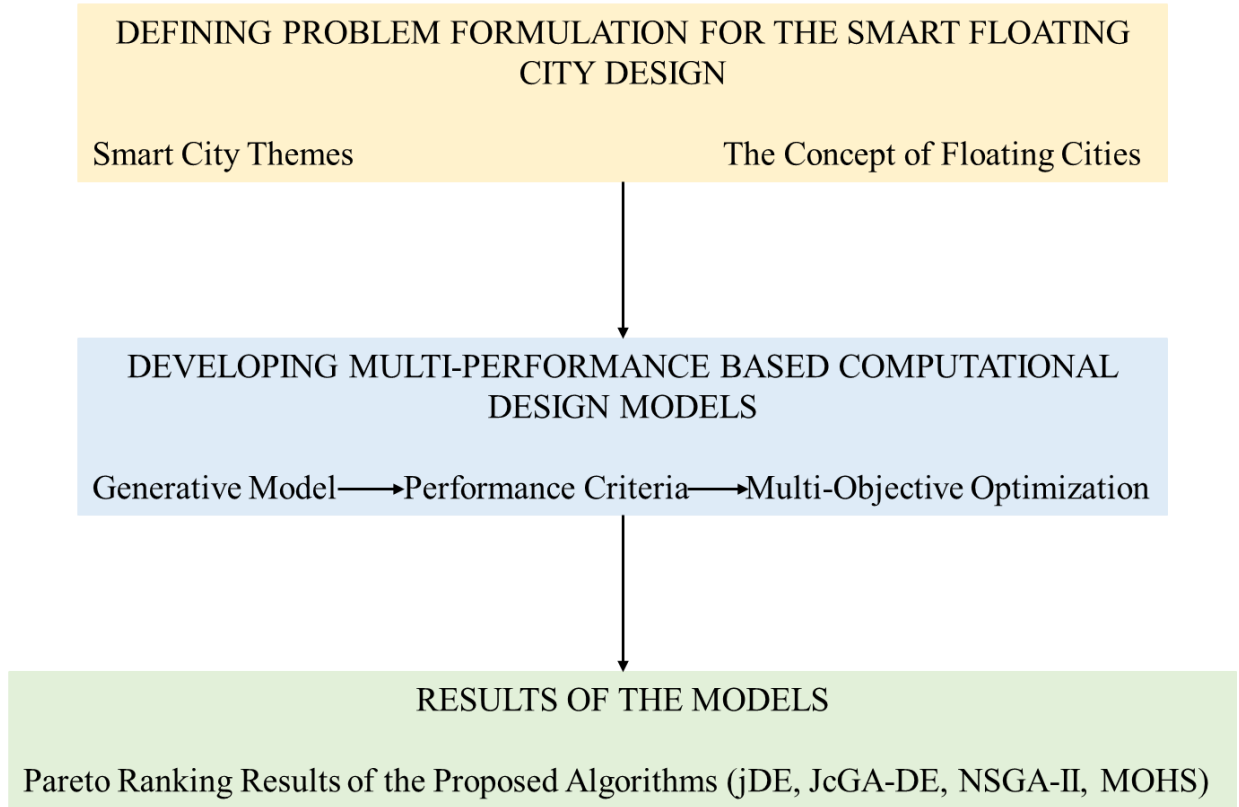 DEFINING PROBLEM FORMULATION FOR THE SMART FLOATING
CITY DESIGN
Smart City Themes
The Concept of Floating Cities
DEVELOPING MULTI-PERFORMANCE BASED COMPUTATIONAL
DESIGN MODELS
Generative Model
Performance Criteria
Multi-Objective Optimization
RESULTS OF THE MODELS
Pareto Ranking Results of the Proposed Algorithms (jDE, JcGA-DE, NSGA-II, MOHS)